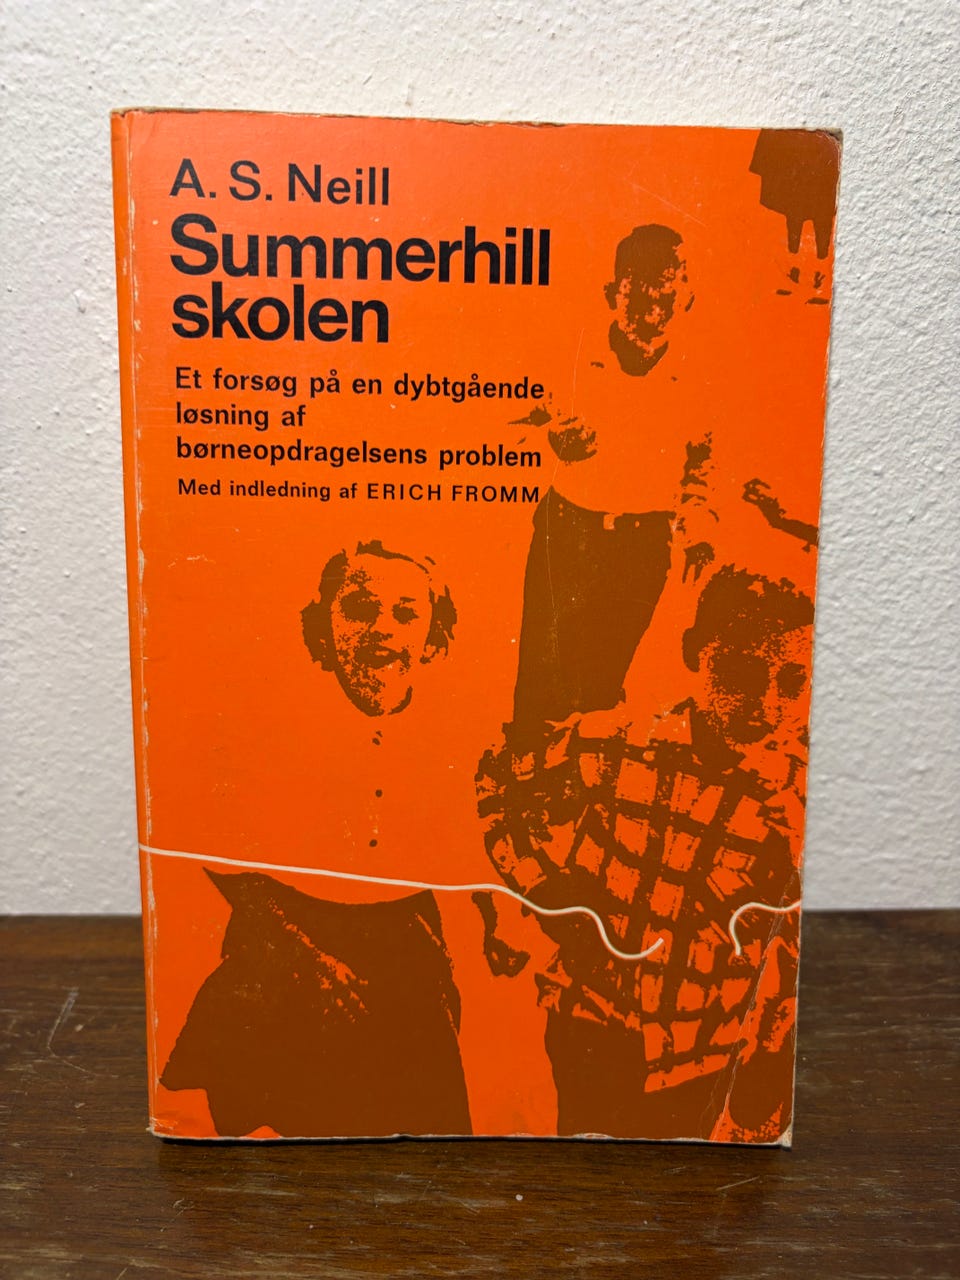 A. S. Neill
Summerhill
skolen
Et forsøg på en dybtgående
løsning af
børneopdragelsens problem
Med indledning af ERICH FROMM